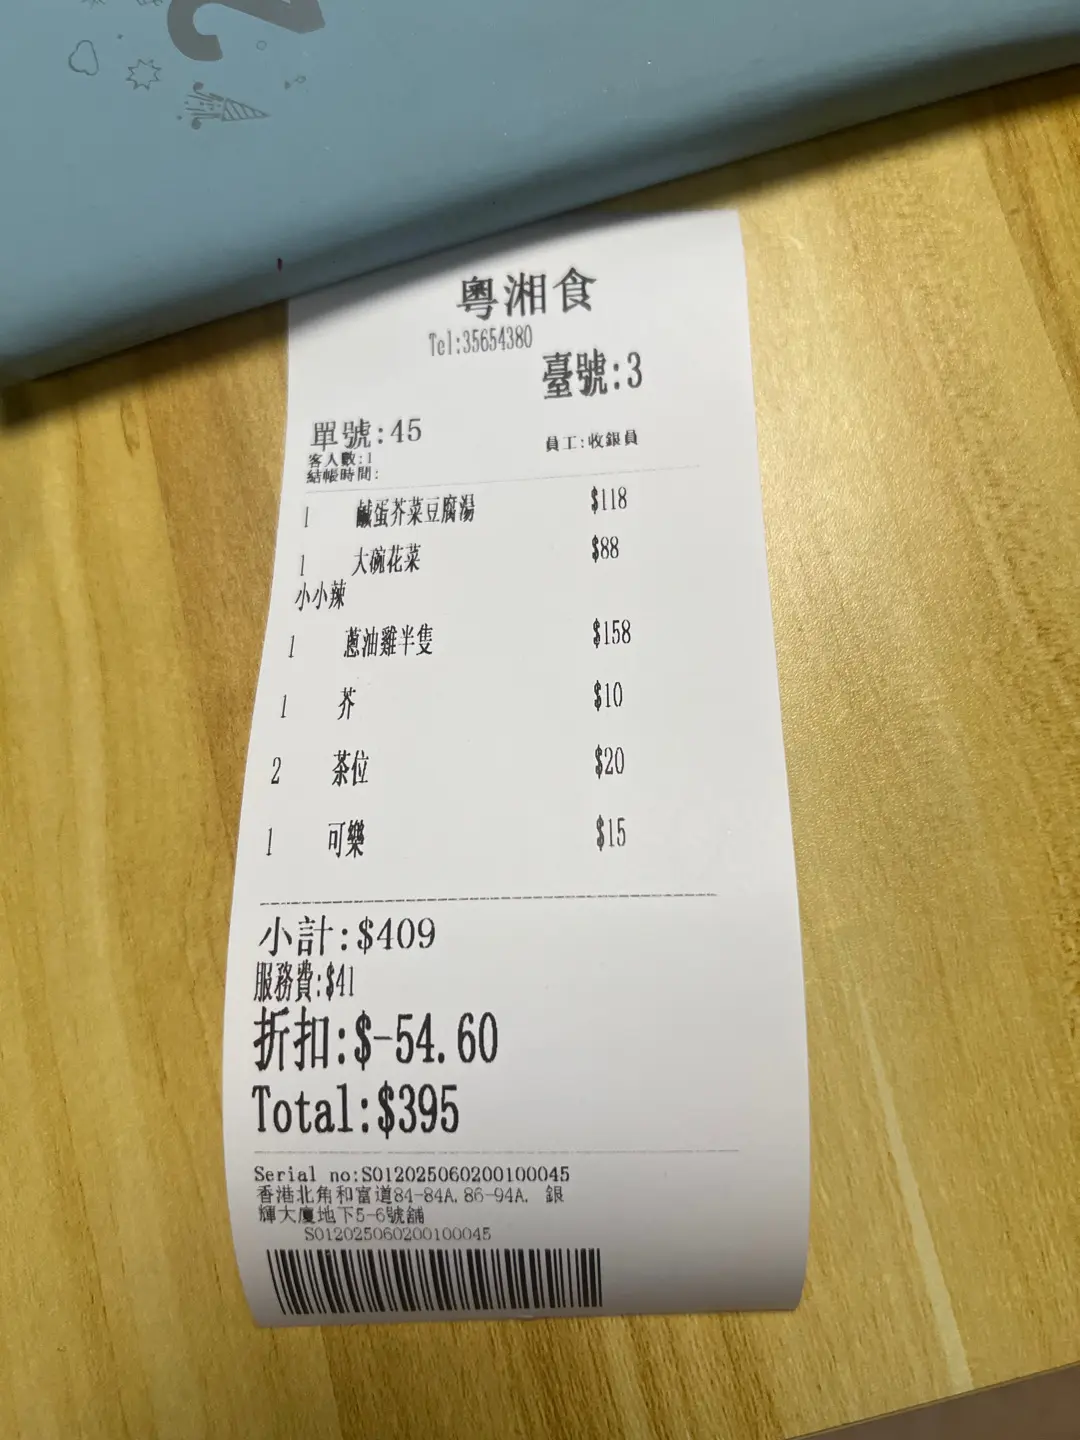 2
粵湘食
Tel:35654380
臺號:3
單號:45
員工:收銀員
客人數:1
結帳時間:
1 鹹蛋芥菜豆腐湯 $118
1 大碗花菜 $88
小小辣
1 蔥油雞半隻 $158
1 芥 $10
2 茶位 $20
1 可樂 $15
小計:$409
服務費:$41
折扣:$-54.60
Total:$395
Serial no:S012025060200100045
香港北角和富道84-84A,86-94A, 銀
輝大廈地下5-6號舖
S012025060200100045